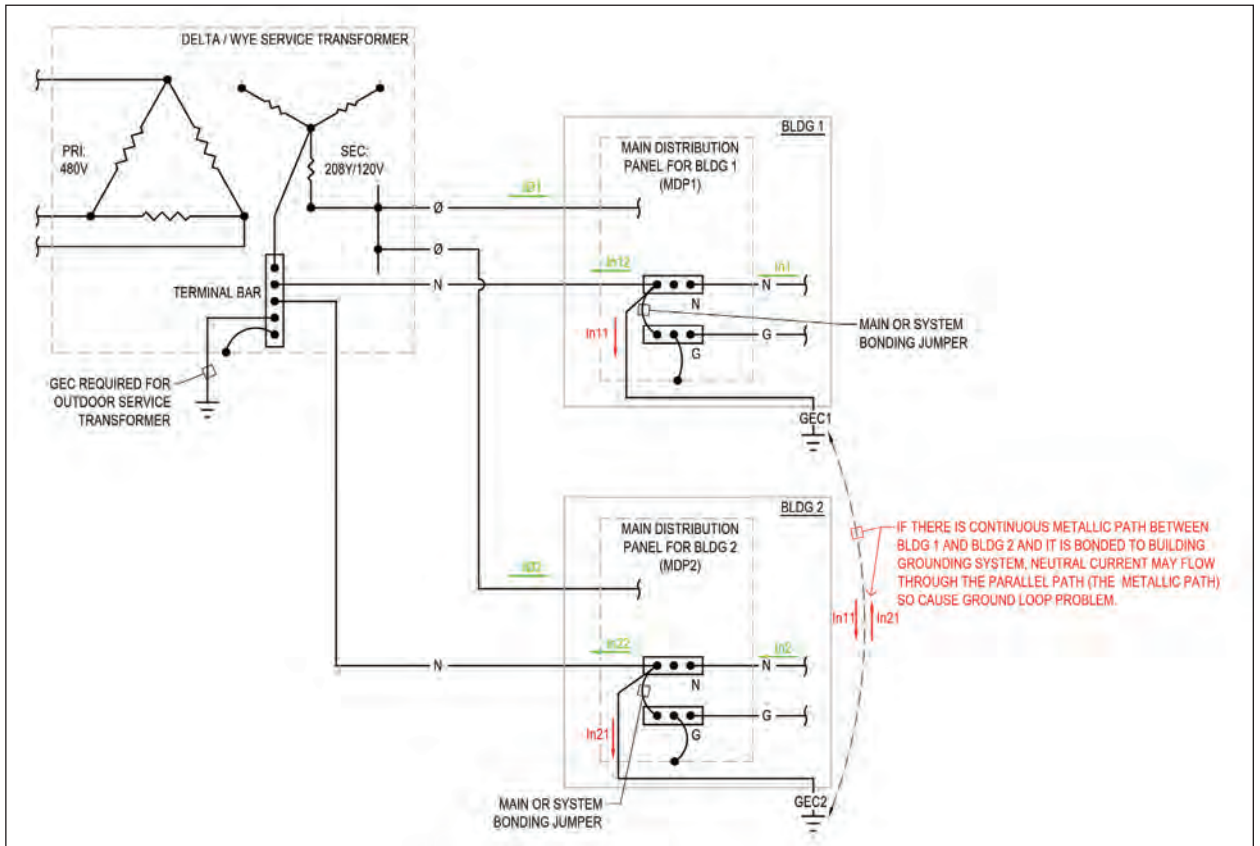 DELTA / WYE SERVICE TRANSFORMER
PRI:
480V
SEC:
208Y/120V
TERMINAL BAR
GEC REQUIRED FOR
OUTDOOR SERVICE
TRANSFORMER
Ø
Ø
N
N
BLDG 1
MAIN DISTRIBUTION
PANEL FOR BLDG 1
(MDP1)
In12
In1
N
N
In11
G
G
MAIN OR SYSTEM
BONDING JUMPER
GEC1
BLDG 2
MAIN DISTRIBUTION
PANEL FOR BLDG 2
(MDP2)
In22
In2
N
N
In21
G
G
MAIN OR SYSTEM
BONDING JUMPER
GEC2
IF THERE IS CONTINUOUS METALLIC PATH BETWEEN
BLDG 1 AND BLDG 2 AND IT IS BONDED TO BUILDING
GROUNDING SYSTEM, NEUTRAL CURRENT MAY FLOW
THROUGH THE PARALLEL PATH (THE METALLIC PATH)
SO CAUSE GROUND LOOP PROBLEM.
In11
In21